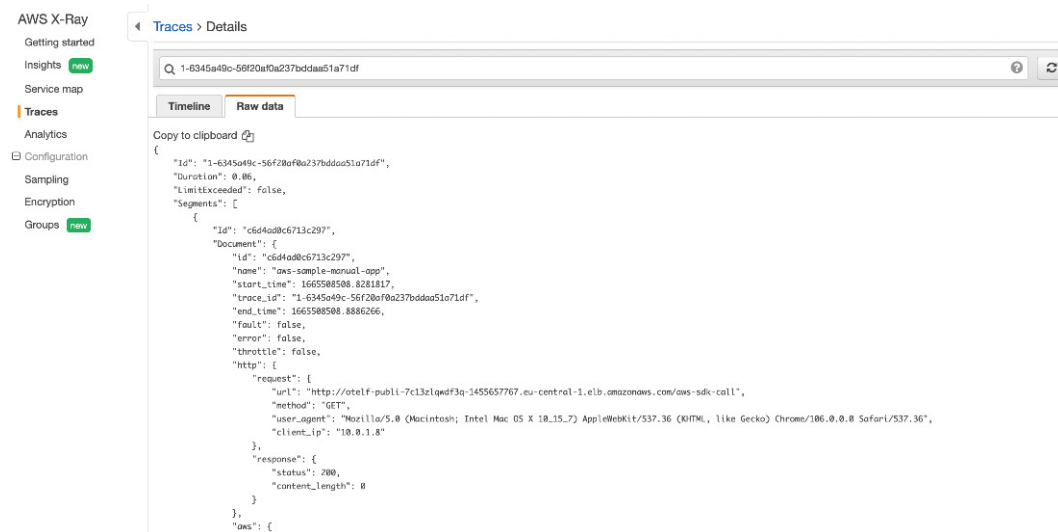 AWS X-Ray
Getting started
Insights new
Service map
Traces
Analytics
Configuration
Sampling
Encryption
Groups new
Traces > Details
1-6345a49c-56f20af0a237bddaa51a71df
Timeline Raw data
Copy to clipboard
{
"Id": "1-6345a49c-56f20af0a237bddaa51a71df",
"Duration": 0.06,
"LimitExceeded": false,
"Segments": [
{
"Id": "c6d4ad0c6713c297",
"Document": {
"id": "c6d4ad0c6713c297",
"name": "aws-sample-manual-app",
"start_time": 1665508508.8281817,
"trace_id": "1-6345a49c-56f20af0a237bddaa51a71df",
"end_time": 1665508508.8886266,
"fault": false,
"error": false,
"throttle": false,
"http": {
"request": {
"url": "http://otelf-publi-7c13zlqwdf3q-1455657767.eu-central-1.elb.amazonaws.com/aws-sdk-call",
"method": "GET",
"user_agent": "Mozilla/5.0 (Macintosh; Intel Mac OS X 10_15_7) AppleWebKit/537.36 (KHTML, like Gecko) Chrome/106.0.0.0 Safari/537.36",
"client_ip": "10.0.1.8"
},
"response": {
"status": 200,
"content_length": 0
}
},
"aws": {